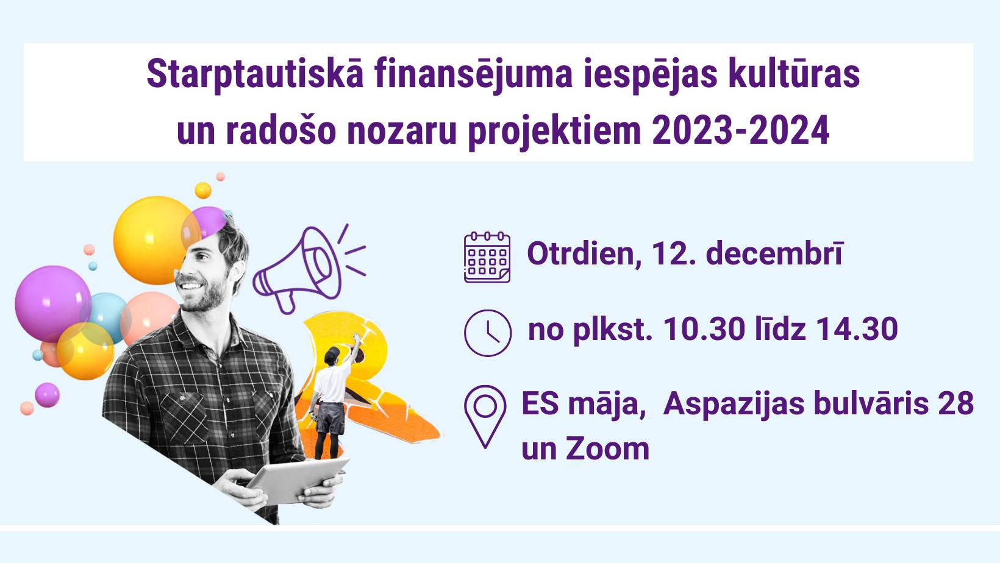 Starptautiskā finansējuma iespējas kultūras
un radošo nozaru projektiem 2023-2024
Otrdien, 12. decembrī
no plkst. 10.30 līdz 14.30
ES māja,  Aspazijas bulvāris 28
un Zoom